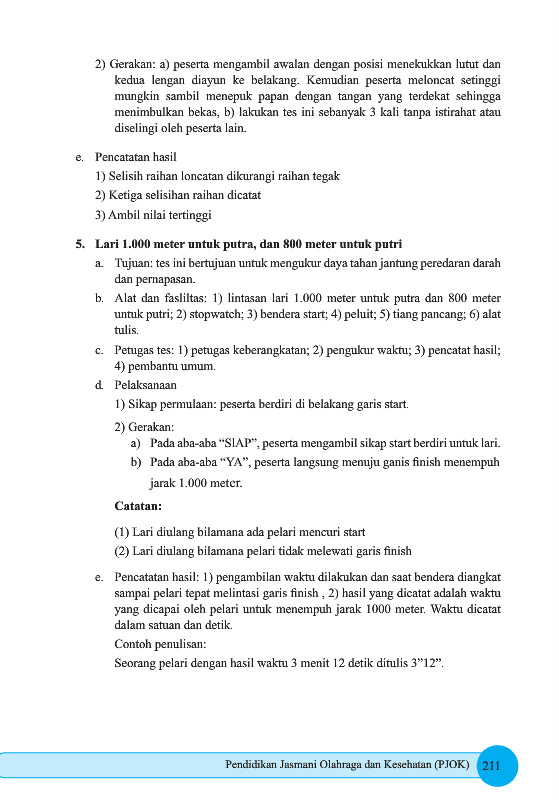 2) Gerakan: a) peserta mengambil awalan dengan posisi menekukkan lutut dan
kedua lengan diayun ke belakang. Kemudian peserta meloncat setinggi
mungkin sambil menepuk papan dengan tangan yang terdekat sehingga
menimbulkan bekas, b) lakukan tes ini sebanyak 3 kali tanpa istirahat atau
diselingi oleh peserta lain.
e. Pencatatan hasil
1) Selisih raihan loncatan dikurangi raihan tegak
2) Ketiga selisihan raihan dicatat
3) Ambil nilai tertinggi
5. Lari 1.000 meter untuk putra, dan 800 meter untuk putri
a. Tujuan: tes ini bertujuan untuk mengukur daya tahan jantung peredaran darah
dan pernapasan.
b. Alat dan fasliltas: 1) lintasan lari 1.000 meter untuk putra dan 800 meter
untuk putri; 2) stopwatch; 3) bendera start; 4) peluit; 5) tiang pancang; 6) alat
tulis.
c. Petugas tes: 1) petugas keberangkatan; 2) pengukur waktu; 3) pencatat hasil;
4) pembantu umum.
d. Pelaksanaan
1) Sikap permulaan: peserta berdiri di belakang garis start.
2) Gerakan:
a) Pada aba-aba “SlAP”, peserta mengambil sikap start berdiri untuk lari.
b) Pada aba-aba “YA”, peserta langsung menuju ganis finish menempuh
jarak 1.000 meter.
Catatan:
(1) Lari diulang bilamana ada pelari mencuri start
(2) Lari diulang bilamana pelari tidak melewati garis finish
e. Pencatatan hasil: 1) pengambilan waktu dilakukan dan saat bendera diangkat
sampai pelari tepat melintasi garis finish , 2) hasil yang dicatat adalah waktu
yang dicapai oleh pelari untuk menempuh jarak 1000 meter. Waktu dicatat
dalam satuan dan detik.
Contoh penulisan:
Seorang pelari dengan hasil waktu 3 menit 12 detik ditulis 3”12”.
Pendidikan Jasmani Olahraga dan Kesehatan (PJOK) 211